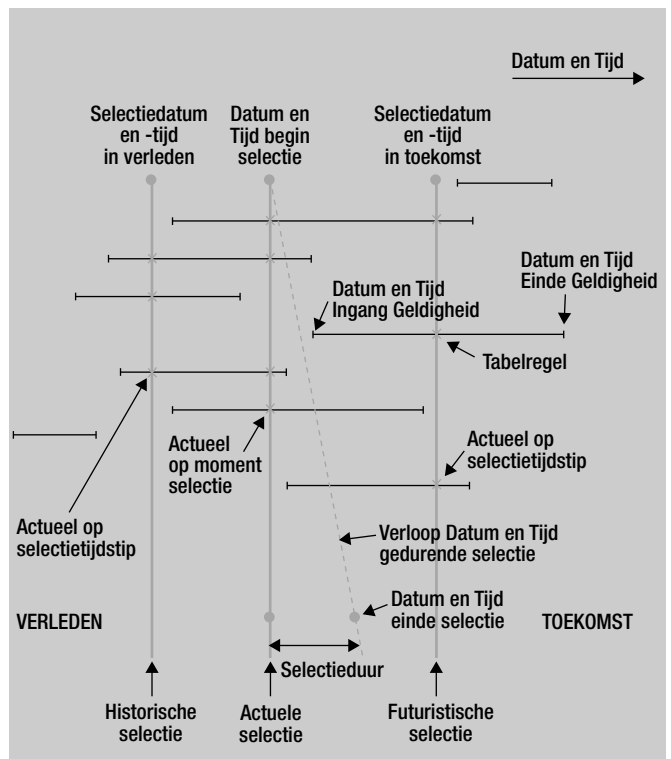 Datum en Tijd
Selectiedatum
en -tijd
in verleden
Datum en
Tijd begin
selectie
Selectiedatum
en -tijd
in toekomst
Datum en Tijd
Einde Geldigheid
Datum en Tijd
Ingang Geldigheid
Tabelregel
Actueel
op moment
selectie
Actueel op
selectietijdstip
Actueel op
selectietijdstip
Verloop Datum en Tijd
gedurende selectie
Datum en Tijd
einde selectie
VERLEDEN
TOEKOMST
Selectieduur
Historische
selectie
Actuele
selectie
Futuristische
selectie